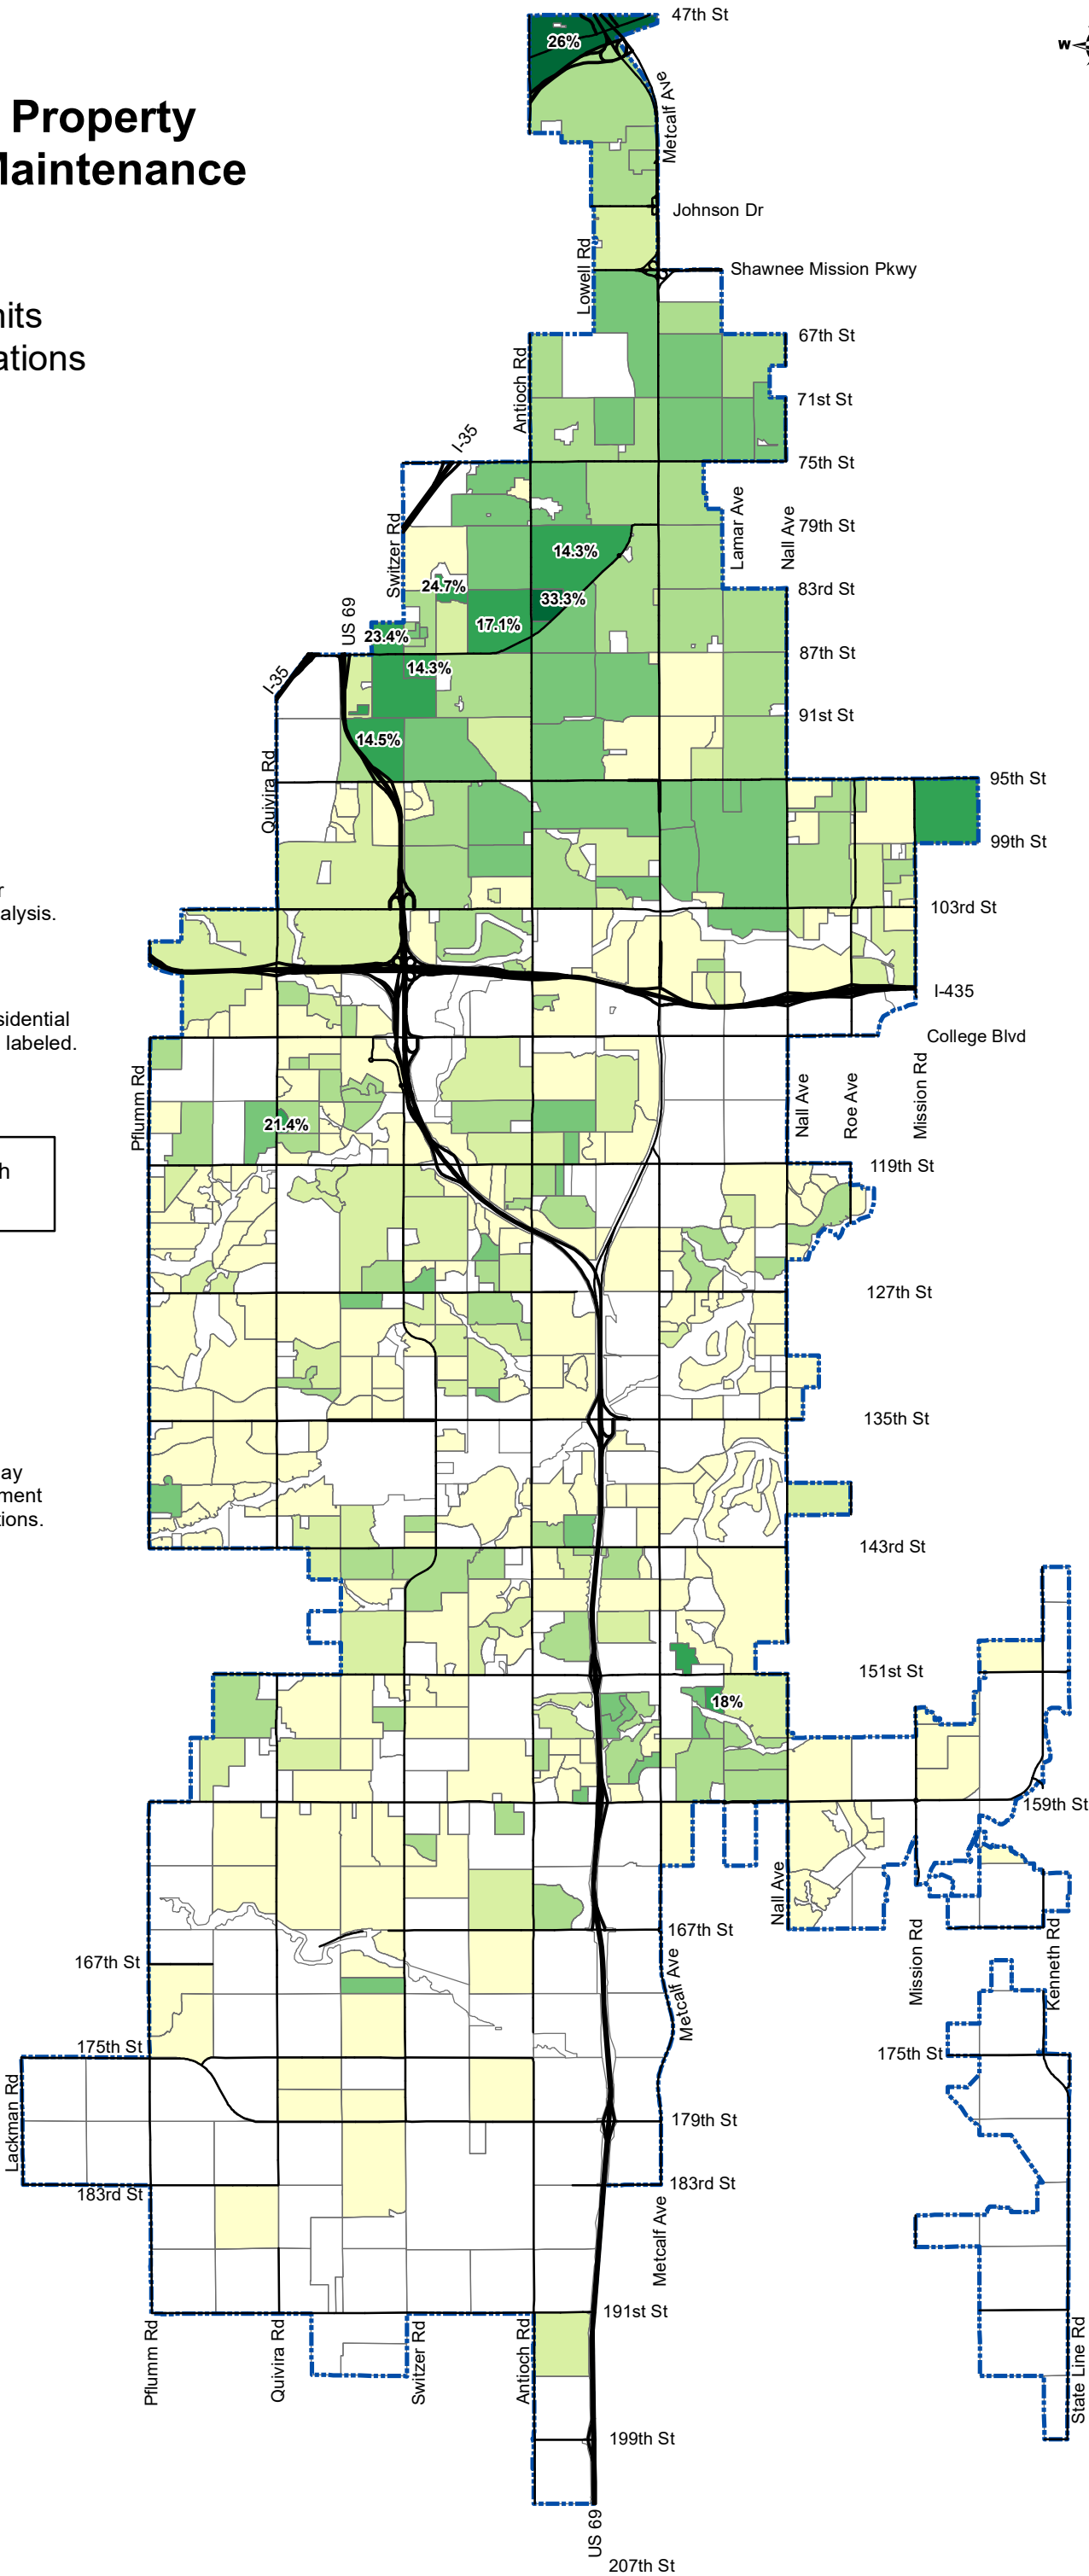 47th St
26%
W
Metcalf Ave
Property
Maintenance
Johnson Dr
Lowell Rd
Shawnee Mission Pkwy
67th St
Antioch Rd
71st St
I-35
75th St
Switzer Rd
Lamar Ave
Nall Ave
79th St
14.3%
24.7%
83rd St
33.3%
US 69
17.1%
23.4%
87th St
14.3%
I-35
91st St
14.5%
Quivira Rd
95th St
99th St
alysis.
103rd St
I-435
sidential
labeled.
College Blvd
Pflumm Rd
Nall Ave
Roe Ave
Mission Rd
21.4%
119th St
127th St
135th St
ay
ment
ions.
143rd St
151st St
18%
159th St
Nall Ave
167th St
Mission Rd
Kenneth Rd
167th St
Metcalf Ave
175th St
175th St
Lackman Rd
179th St
183rd St
183rd St
Metcalf Ave
191st St
Pflumm Rd
Quivira Rd
Switzer Rd
Antioch Rd
State Line Rd
199th St
US 69
207th St